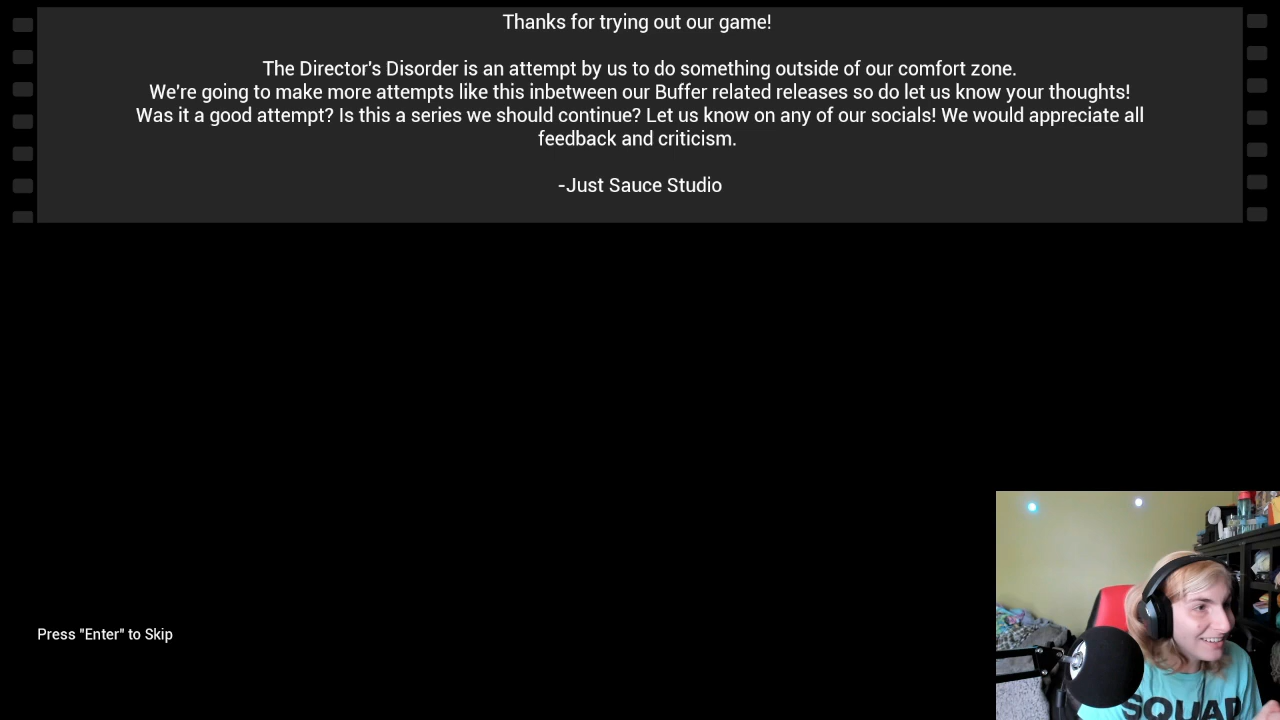 Thanks for trying out our game!
The Director's Disorder is an attempt by us to do something outside of our comfort zone.
We're going to make more attempts like this inbetween our Buffer related releases so do let us know your thoughts!
Was it a good attempt? Is this a series we should continue? Let us know on any of our socials! We would appreciate all
feedback and criticism.
-Just Sauce Studio
Press "Enter" to Skip
SQUAD